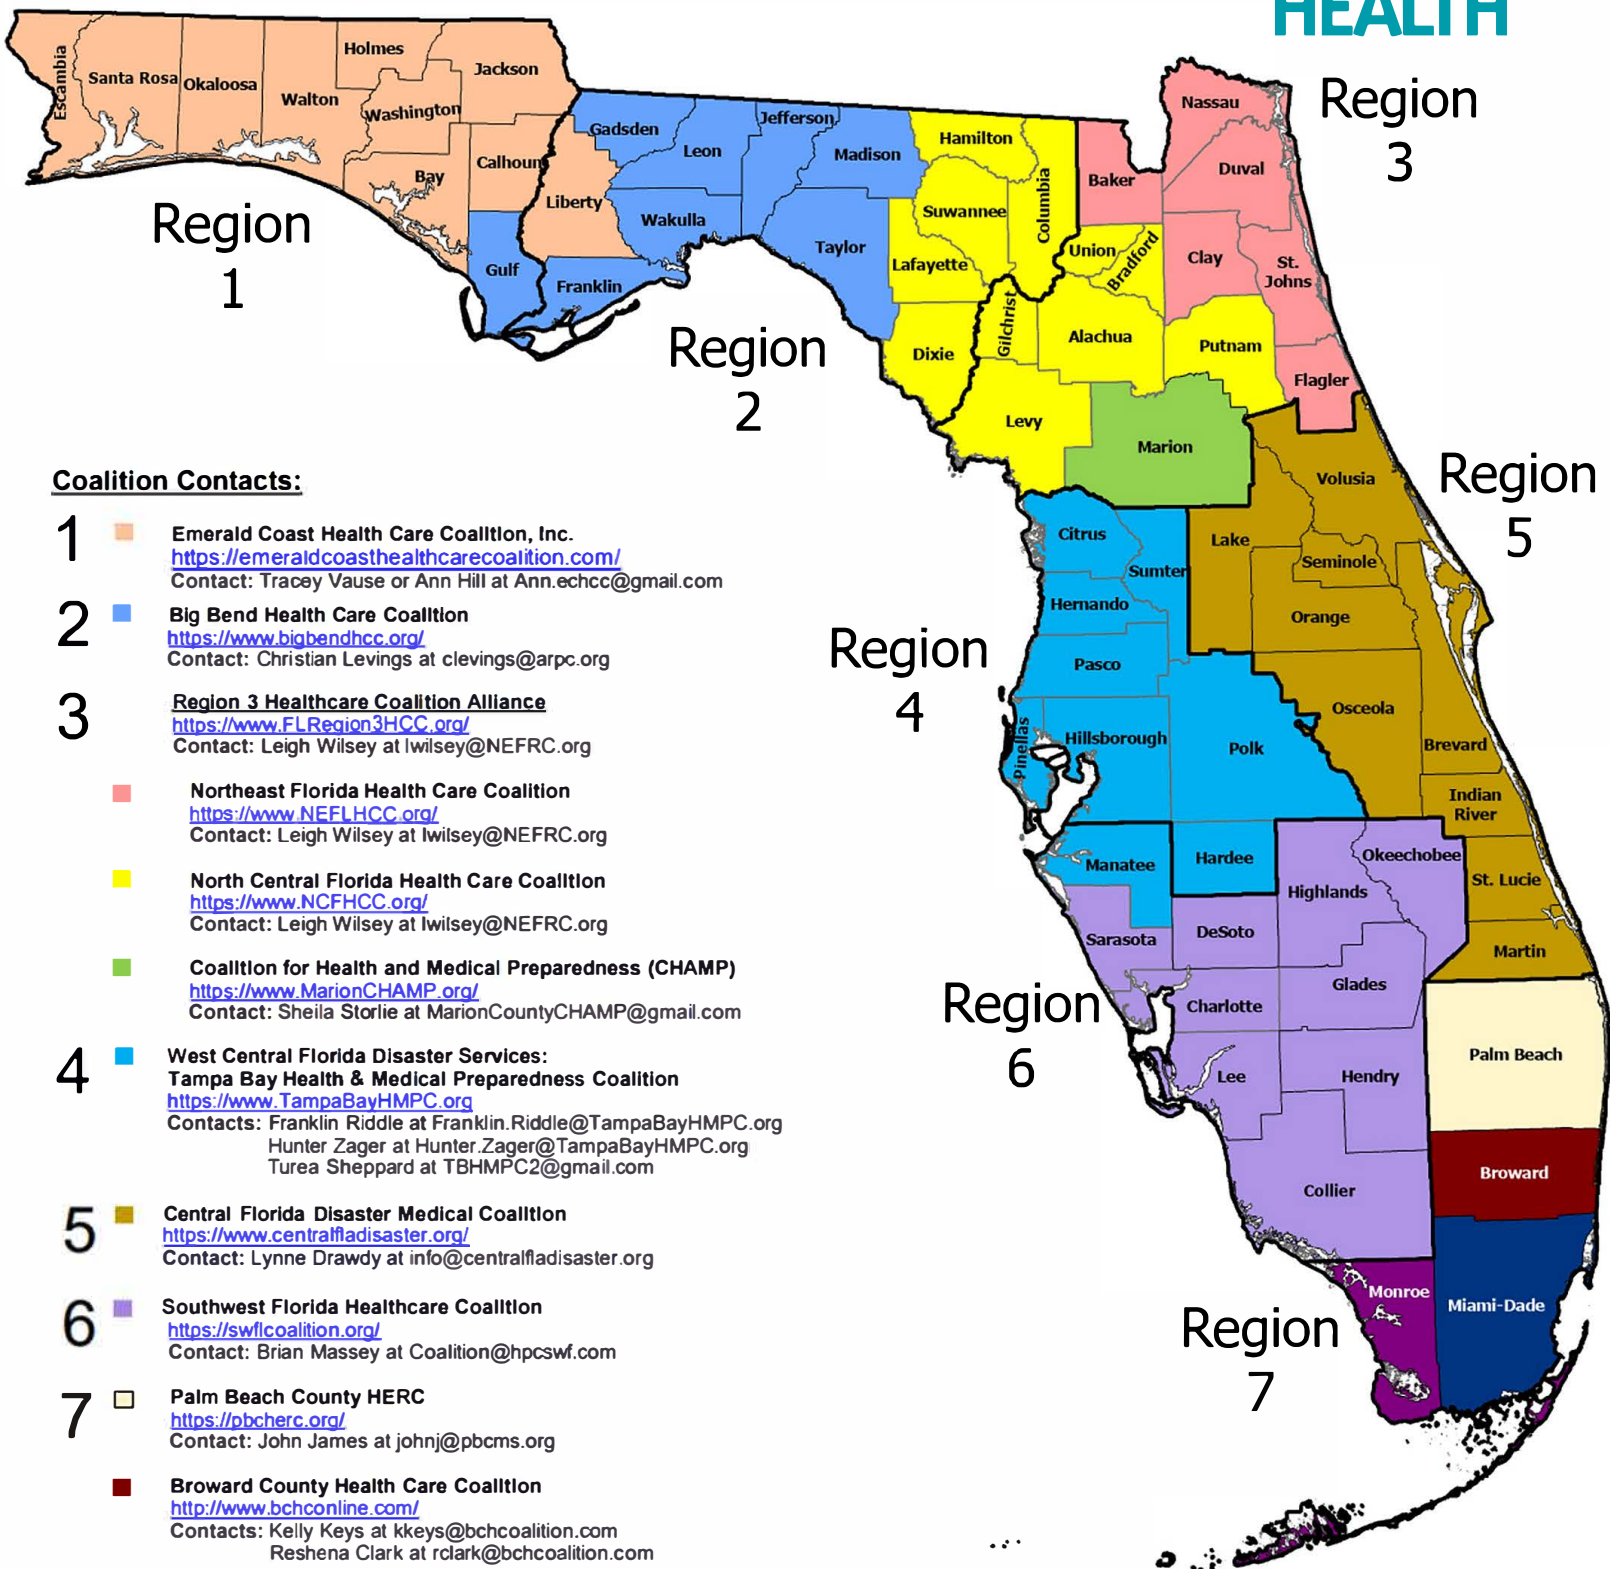 HEALTH
Escambia
Santa Rosa
Okaloosa
Walton
Holmes
Washington
Jackson
Bay
Calhoun
Gulf
Liberty
Gadsden
Leon
Wakulla
Franklin
Jefferson
Madison
Taylor
Hamilton
Suwannee
Columbia
Lafayette
Dixie
Gilchrist
Union
Bradford
Alachua
Putnam
Levy
Marion
Baker
Nassau
Duval
Clay
St.
Johns
Flagler
Region
1
Region
2
Region
3
Volusia
Lake
Seminole
Orange
Osceola
Brevard
Indian
River
St. Lucie
Martin
Region
5
Citrus
Sumter
Hernando
Pasco
Pinellas
Hillsborough
Polk
Manatee
Hardee
Region
4
Okeechobee
Highlands
Sarasota
DeSoto
Charlotte
Glades
Lee
Hendry
Collier
Region
6
Palm Beach
Broward
Monroe
Miami-Dade
Region
7
Coalition Contacts:
1
Emerald Coast Health Care Coalition, Inc.
https://emeraldcoasthealthcarecoalition.com/
Contact: Tracey Vause or Ann Hill at Ann.echcc@gmail.com
2
Big Bend Health Care Coalition
https://www.bigbendhcc.org/
Contact: Christian Levings at clevings@arpc.org
3
Region 3 Healthcare Coalition Alliance
https://www.FLRegion3HCC.org/
Contact: Leigh Wilsey at lwilsey@NEFRC.org
Northeast Florida Health Care Coalition
https://www.NEFLHCC.org/
Contact: Leigh Wilsey at lwilsey@NEFRC.org
North Central Florida Health Care Coalition
https://www.NCFHCC.org/
Contact: Leigh Wilsey at lwilsey@NEFRC.org
Coalition for Health and Medical Preparedness (CHAMP)
https://www.MarionCHAMP.org/
Contact: Sheila Storlie at MarionCountyCHAMP@gmail.com
4
West Central Florida Disaster Services:
Tampa Bay Health & Medical Preparedness Coalition
https://www.TampaBayHMPC.org
Contacts: Franklin Riddle at Franklin.Riddle@TampaBayHMPC.org
Hunter Zager at Hunter.Zager@TampaBayHMPC.org
Turea Sheppard at TBHMPC2@gmail.com
5
Central Florida Disaster Medical Coalition
https://www.centralfladisaster.org/
Contact: Lynne Drawdy at info@centralfladisaster.org
6
Southwest Florida Healthcare Coalition
https://swflcoalition.org/
Contact: Brian Massey at Coalition@hpcswf.com
7
Palm Beach County HERC
https://pbcherc.org/
Contact: John James at johnj@pbcms.org
Broward County Health Care Coalition
http://www.bchconline.com/
Contacts: Kelly Keys at kkeys@bchcoalition.com
Reshena Clark at rclark@bchcoalition.com